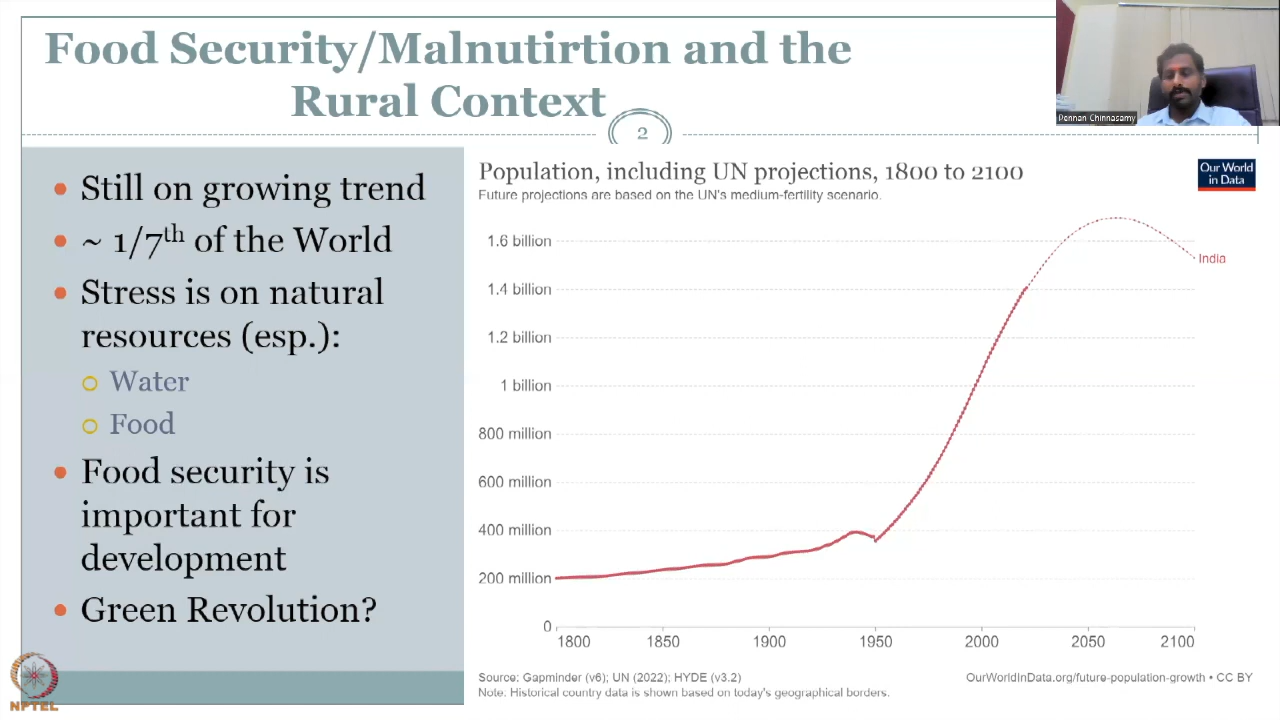 Food Security/Malnutirtion and the
Rural Context
2
Pennan Chinnasamy
Still on growing trend
~ 1/7th of the World
Stress is on natural
resources (esp.):
Water
Food
Food security is
important for
development
Green Revolution?
NPTEL
Population, including UN projections, 1800 to 2100
Future projections are based on the UN's medium-fertility scenario.
Our World
in Data
1.6 billion
1.4 billion
1.2 billion
1 billion
800 million
600 million
400 million
200 million
0
India
1800 1850 1900 1950 2000 2050 2100
Source: Gapminder (v6); UN (2022); HYDE (v3.2)
OurWorldInData.org/future-population-growth • CC BY
Note: Historical country data is shown based on today's geographical borders.